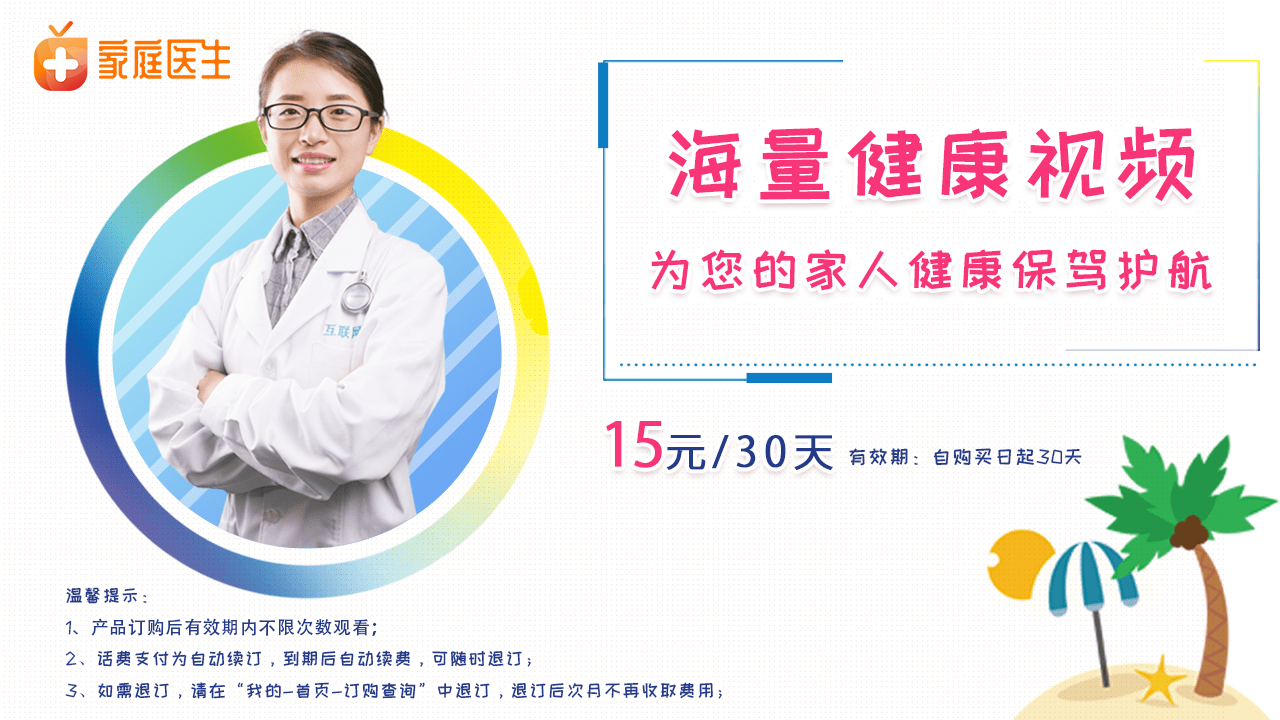 家庭医生
海量健康视频
为您的家人健康保驾护航
互联
15元/30天 有效期：自购买日起30天
温馨提示：
1、产品订购后有效期内不限次数观看；
2、话费支付为自动续订，到期后自动续费，可随时退订；
3、如需退订，请在“我的-首页-订购查询”中退订，退订后次月不再收取费用；